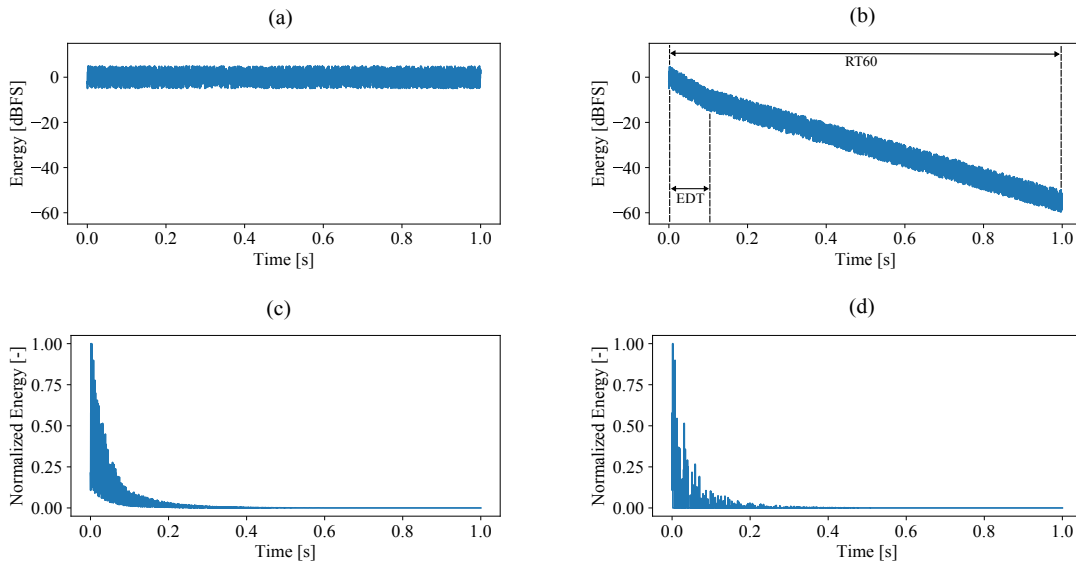 (a)
Energy [dBFS]
0
−20
−40
−60
0.0 0.2 0.4 0.6 0.8 1.0
Time [s]
(b)
Energy [dBFS]
0
−20
−40
−60
RT60
EDT
0.0 0.2 0.4 0.6 0.8 1.0
Time [s]
(c)
Normalized Energy [-]
1.00
0.75
0.50
0.25
0.00
0.0 0.2 0.4 0.6 0.8 1.0
Time [s]
(d)
Normalized Energy [-]
1.00
0.75
0.50
0.25
0.00
0.0 0.2 0.4 0.6 0.8 1.0
Time [s]